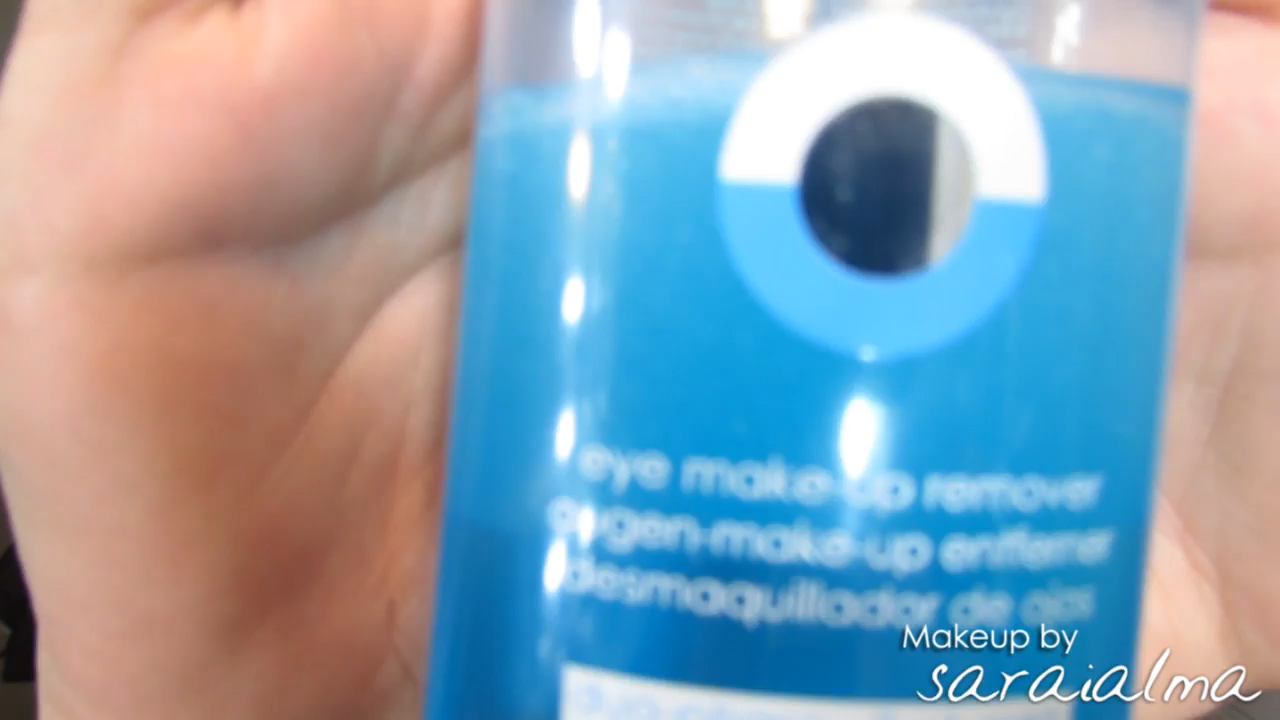 eye make-up remover
augen-make-up entferner
desmaquillador de ojos
Makeup by
saraialma